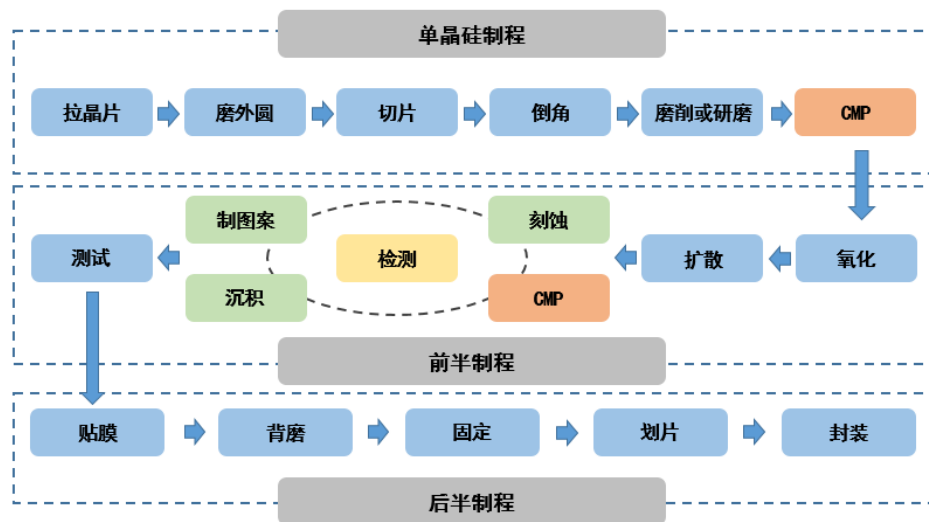 单晶硅制程
拉晶片
磨外圆
切片
倒角
磨削或研磨
CMP
制图案
刻蚀
测试
检测
扩散
氧化
沉积
CMP
前半制程
贴膜
背磨
固定
划片
封装
后半制程